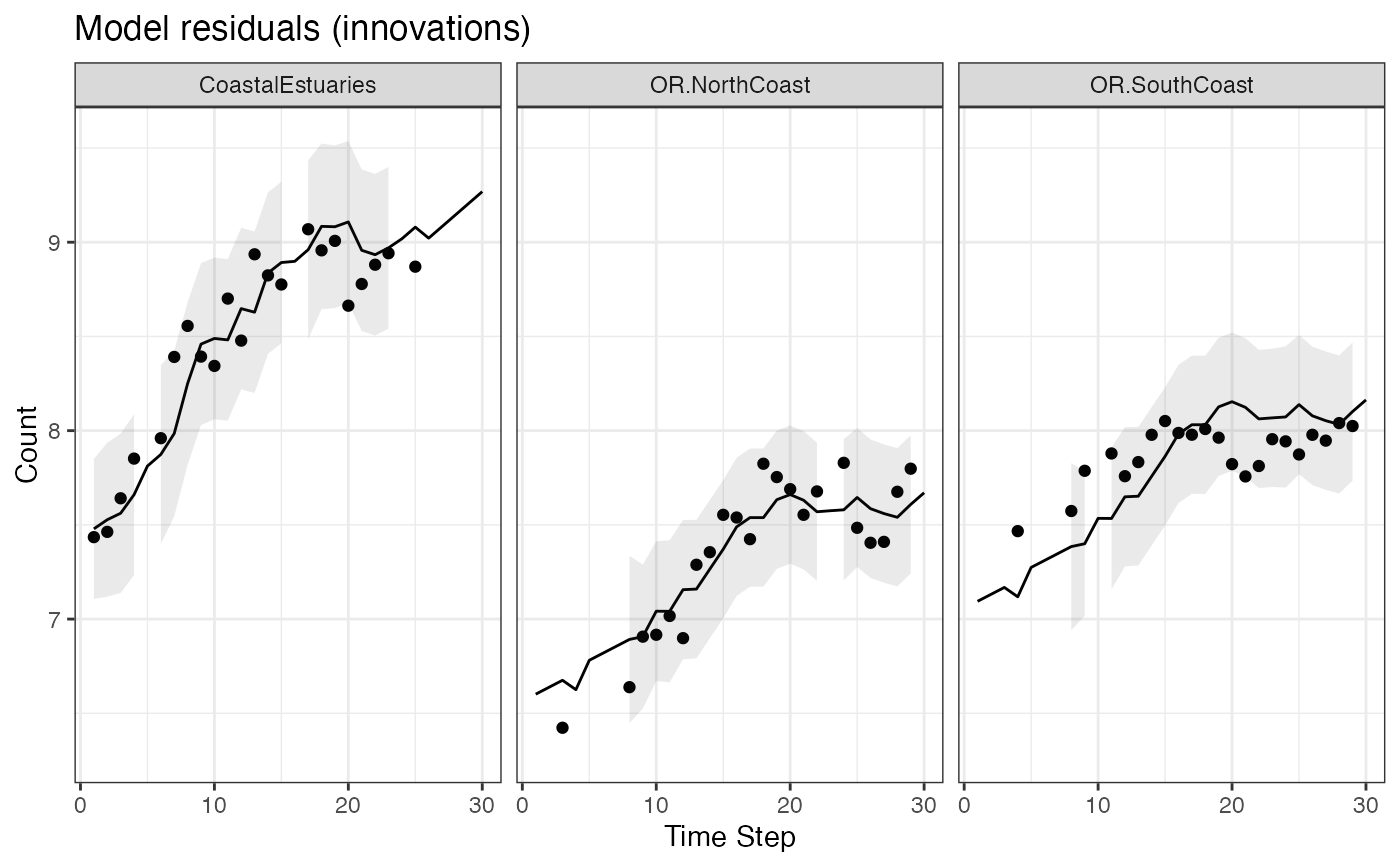 Model residuals (innovations)
CoastalEstuaries
OR.NorthCoast
OR.SouthCoast
Count
9
8
7
0 10 20 30
0 10 20 30
0 10 20 30
Time Step